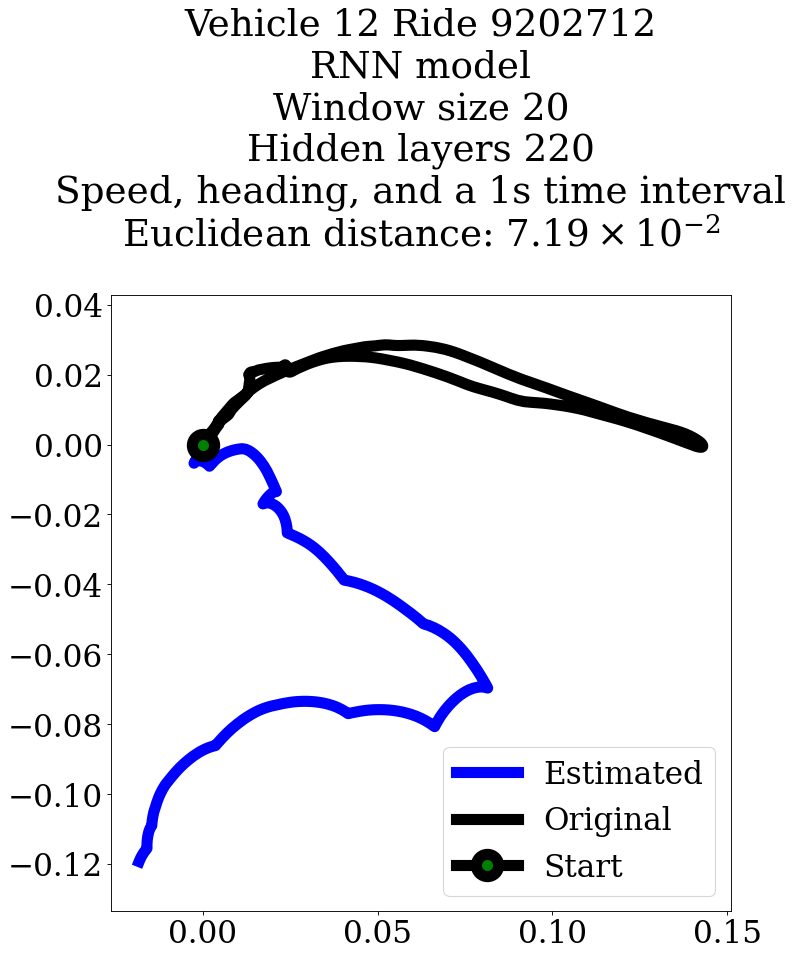 Vehicle 12 Ride 9202712
RNN model
Window size 20
Hidden layers 220
Speed, heading, and a 1s time interval
Euclidean distance: 7.19 × 10⁻²
0.04
0.02
0.00
−0.02
−0.04
−0.06
−0.08
−0.10
−0.12
Estimated
Original
Start
0.00 0.05 0.10 0.15